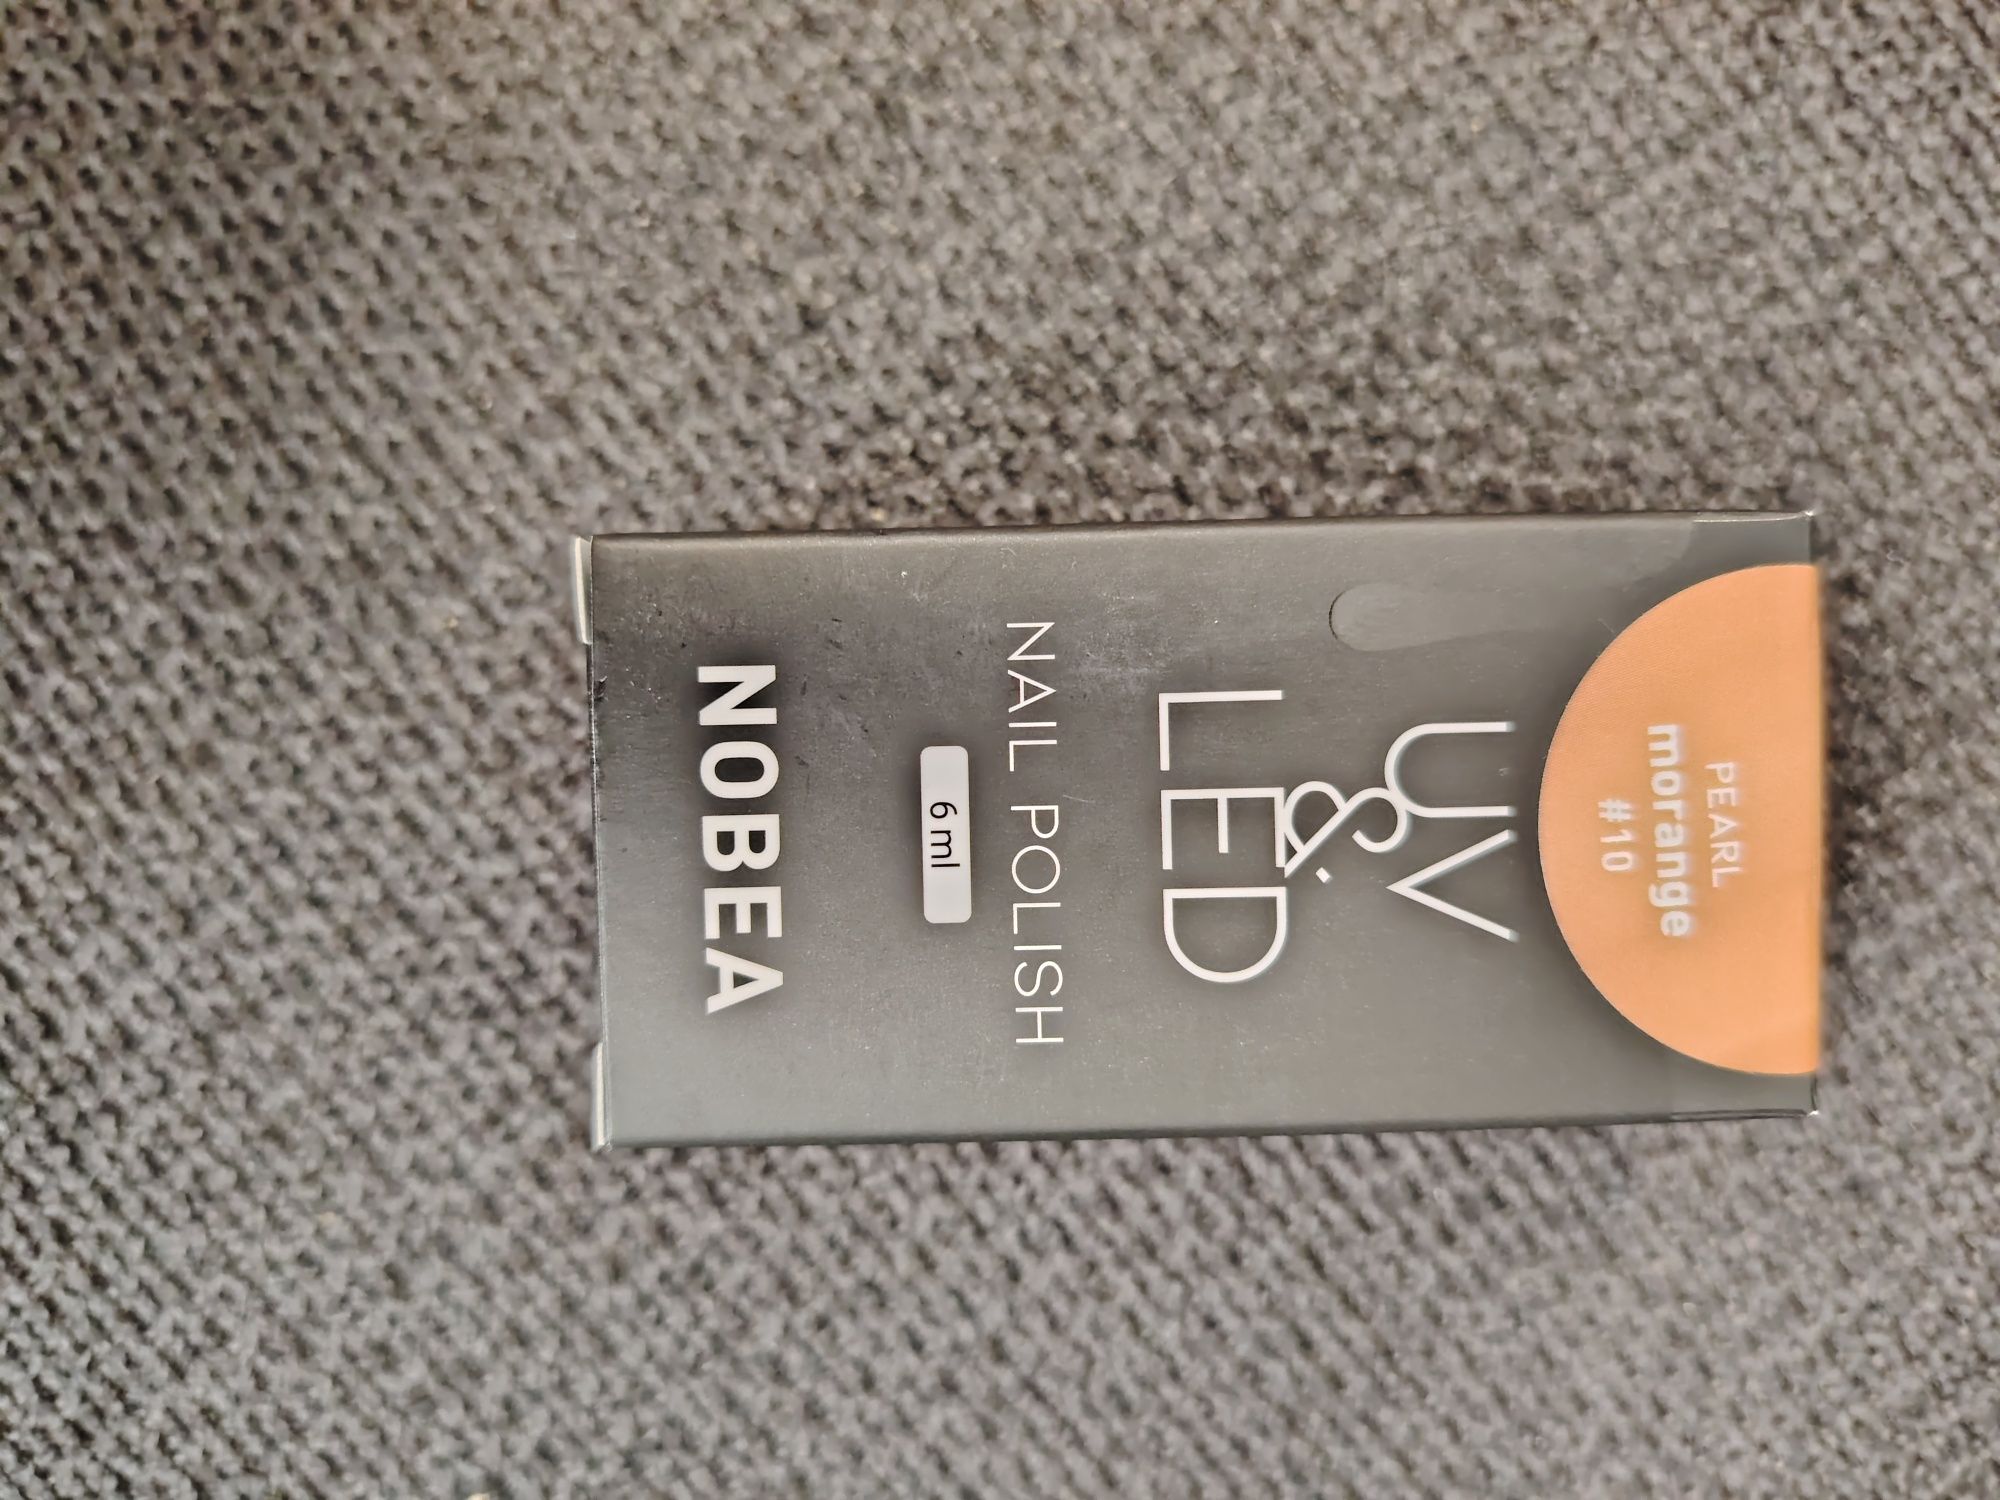 PEARL
morange
#10
UV
&
LED
NAIL POLISH
6 ml
NOBEA